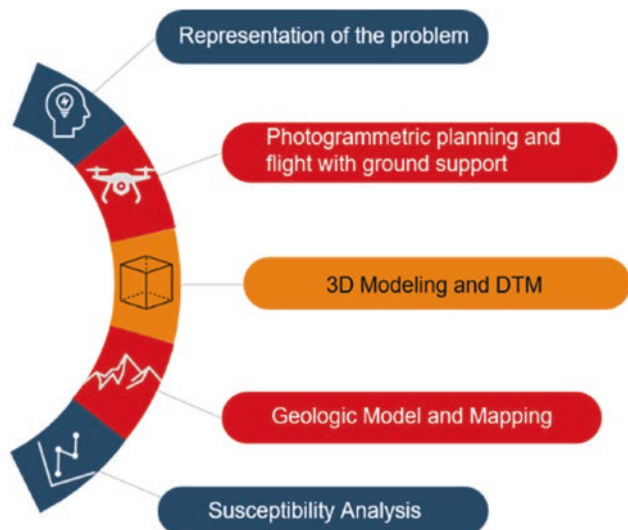 Representation of the problem
Photogrammetric planning and
flight with ground support
3D Modeling and DTM
Geologic Model and Mapping
Susceptibility Analysis